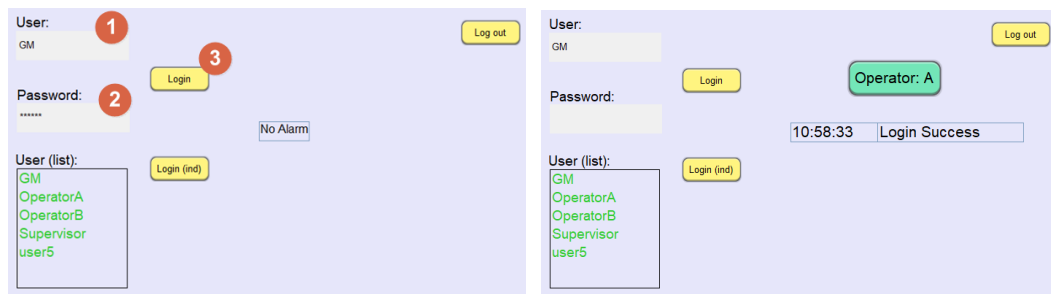 User:
1
GM
Log out
3
Login
Password:
2
******
No Alarm
User (list):
Login (ind)
GM
OperatorA
OperatorB
Supervisor
user5
User:
GM
Log out
Login
Operator: A
Password:
10:58:33 Login Success
User (list):
Login (ind)
GM
OperatorA
OperatorB
Supervisor
user5